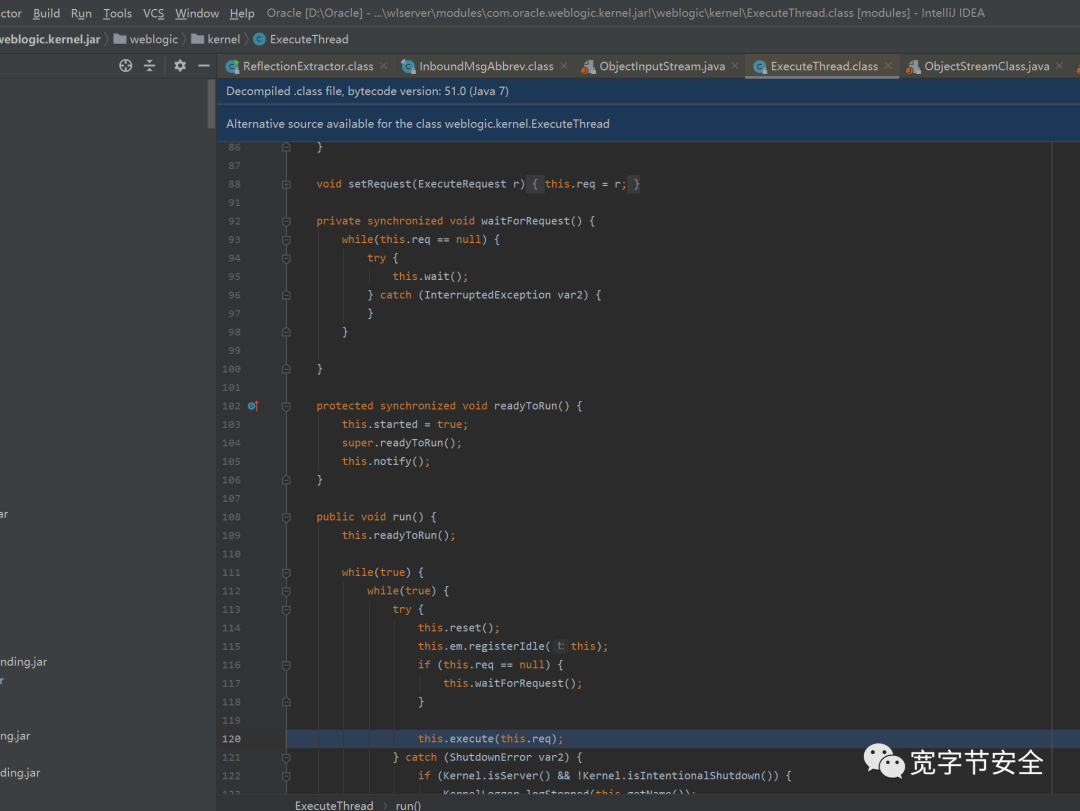 ctor Build Run Tools VCS Window Help Oracle [D:\Oracle] - ...\wlserver\modules\com.oracle.weblogic.kernel.jar!\weblogic\kernel\ExecuteThread.class [modules] - IntelliJ IDEA
weblogic.kernel.jar weblogic kernel ExecuteThread
ReflectionExtractor.class InboundMsgAbbrev.class ObjectInputStream.java ExecuteThread.class ObjectStreamClass.java
Decompiled .class file, bytecode version: 51.0 (Java 7)
Alternative source available for the class weblogic.kernel.ExecuteThread
86 }
87
88 void setRequest(ExecuteRequest r) { this.req = r; }
91
92 private synchronized void waitForRequest() {
93 while(this.req == null) {
94 try {
95 this.wait();
96 } catch (InterruptedException var2) {
97 }
98 }
99
100 }
101
102 protected synchronized void readyToRun() {
103 this.started = true;
104 super.readyToRun();
105 this.notify();
106 }
107
108 public void run() {
109 this.readyToRun();
110
111 while(true) {
112 while(true) {
113 try {
114 this.reset();
115 this.em.registerIdle( t: this);
116 if (this.req == null) {
117 this.waitForRequest();
118 }
119
120 this.execute(this.req);
121 } catch (ShutdownError var2) {
122 if (Kernel.isServer() && !Kernel.isIntentionalShutdown()) {
123 KernelLogger.logStopped(this.getName());
ExecuteThread › run()
ar
nding.jar
r
ng.jar
ding.jar
宽字节安全